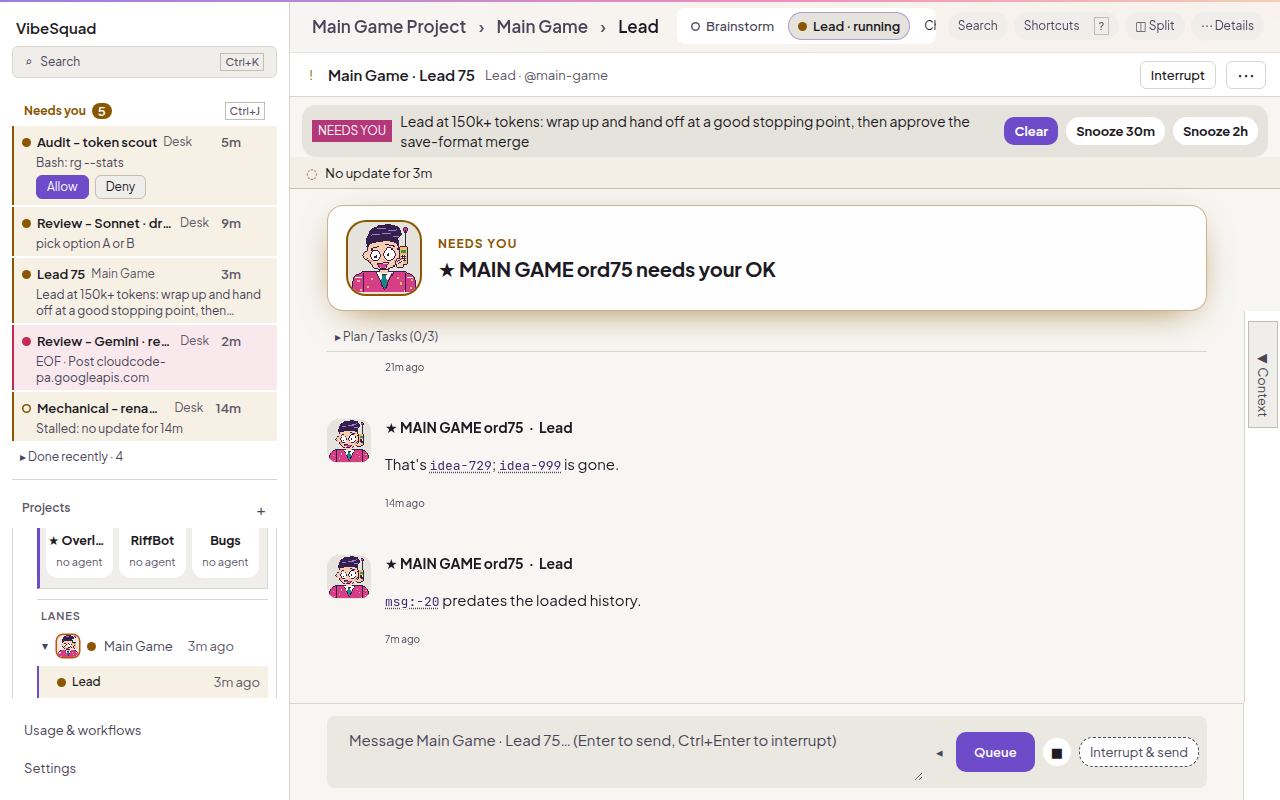 VibeSquad
Search Ctrl+K
Needs you 5 Ctrl+J
Audit – token scout Desk 5m
Bash: rg --stats
Allow Deny
Review – Sonnet · dr… Desk 9m
pick option A or B
Lead 75 Main Game 3m
Lead at 150k+ tokens: wrap up and hand
off at a good stopping point, then…
Review – Gemini · re… Desk 2m
EOF · Post cloudcode-
pa.googleapis.com
Mechanical – rena… Desk 14m
Stalled: no update for 14m
▸ Done recently · 4
Projects +
★ Overl… RiffBot Bugs
no agent no agent no agent
LANES
▾ Main Game 3m ago
Lead 3m ago
Usage & workflows
Settings
Main Game Project › Main Game › Lead
Brainstorm Lead · running
Search Shortcuts ? Split ··· Details
! Main Game · Lead 75 Lead · @main-game
Interrupt ···
NEEDS YOU
Lead at 150k+ tokens: wrap up and hand off at a good stopping point, then approve the
save-format merge
Clear Snooze 30m Snooze 2h
No update for 3m
NEEDS YOU
★ MAIN GAME ord75 needs your OK
▸ Plan / Tasks (0/3)
21m ago
★ MAIN GAME ord75 · Lead
That's idea-729; idea-999 is gone.
14m ago
★ MAIN GAME ord75 · Lead
msg:-20 predates the loaded history.
7m ago
◀ Context
Message Main Game · Lead 75… (Enter to send, Ctrl+Enter to interrupt)
◂ Queue ■ Interrupt & send